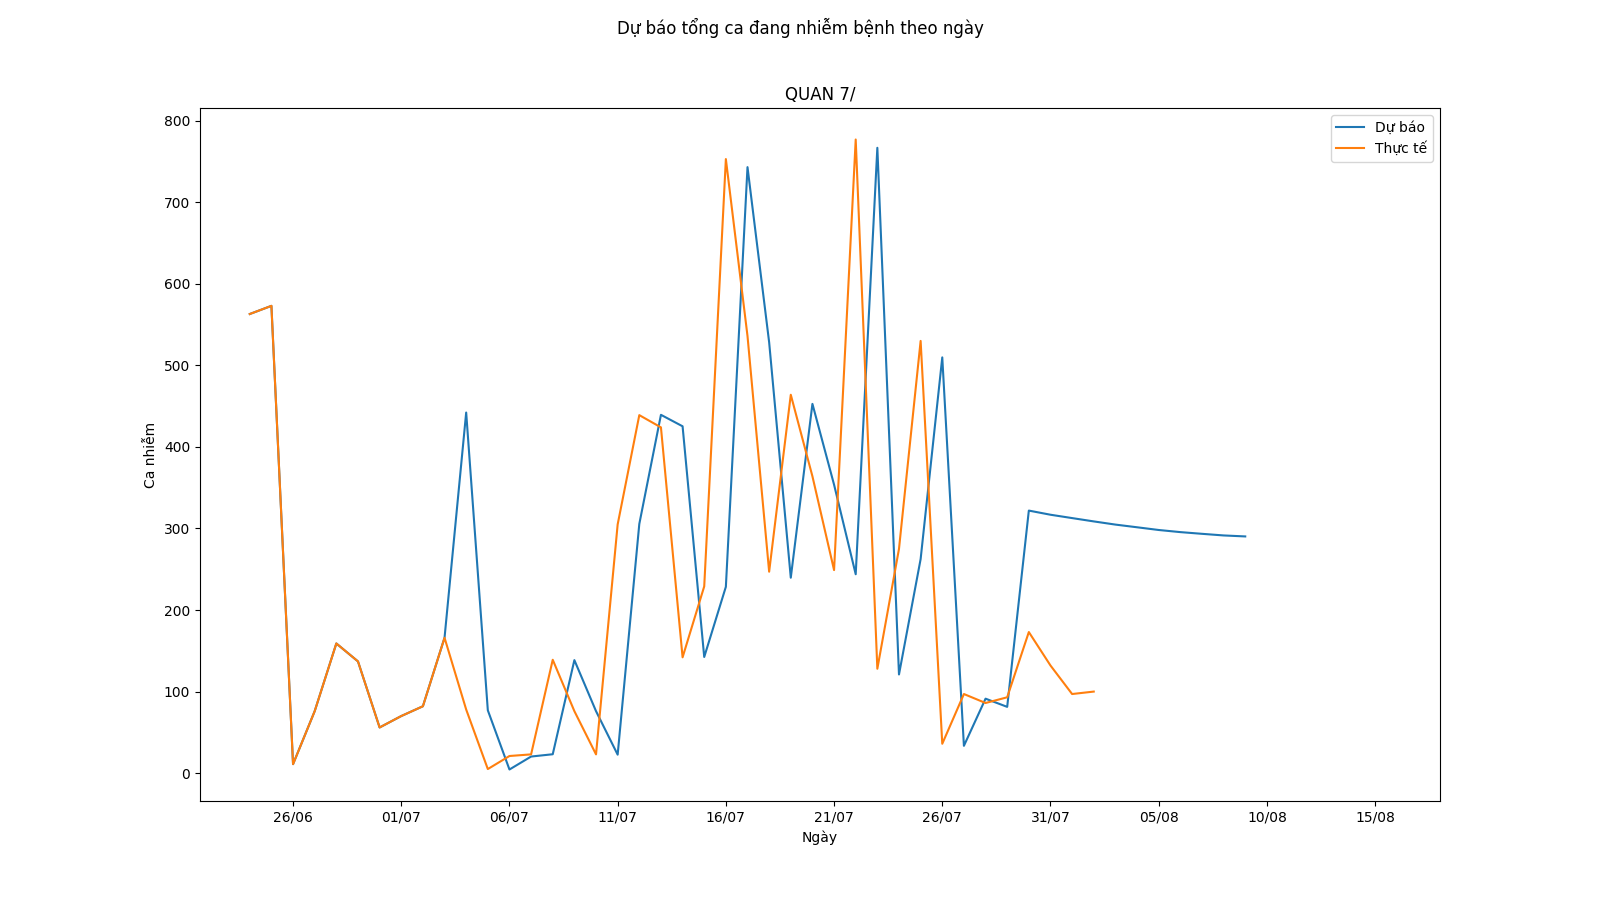 Dự báo tổng ca đang nhiễm bệnh theo ngày
QUAN 7/
Dự báo
Thực tế
Ca nhiễm
800
700
600
500
400
300
200
100
0
26/06 01/07 06/07 11/07 16/07 21/07 26/07 31/07 05/08 10/08 15/08
Ngày